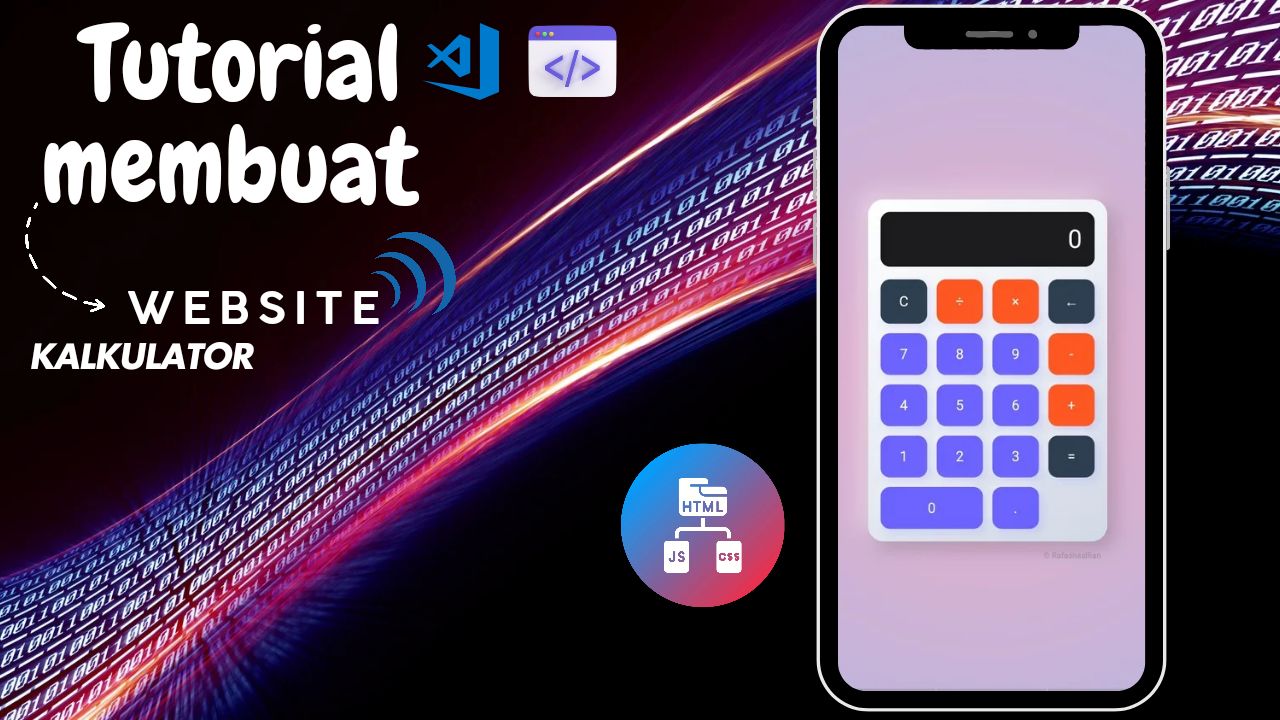 Tutorial
membuat
WEBSITE
KALKULATOR
</>
HTML
JS CSS
0
C ÷ × ←
7 8 9 -
4 5 6 +
1 2 3 =
0 .